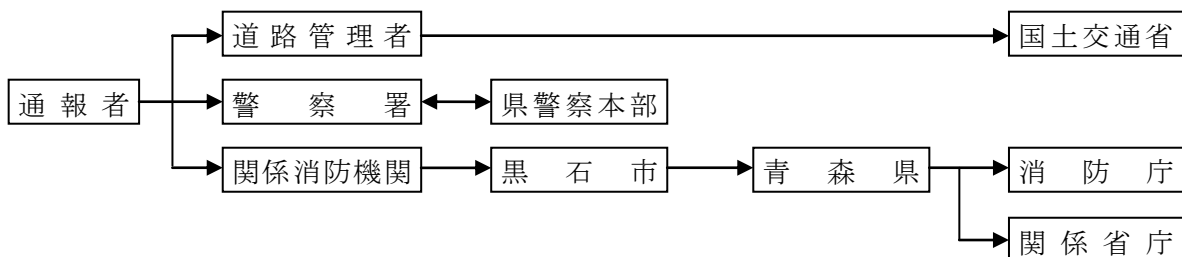 道路管理者
国土交通省
通報者
警察署
県警察本部
関係消防機関
黒石市
青森県
消防庁
関係省庁